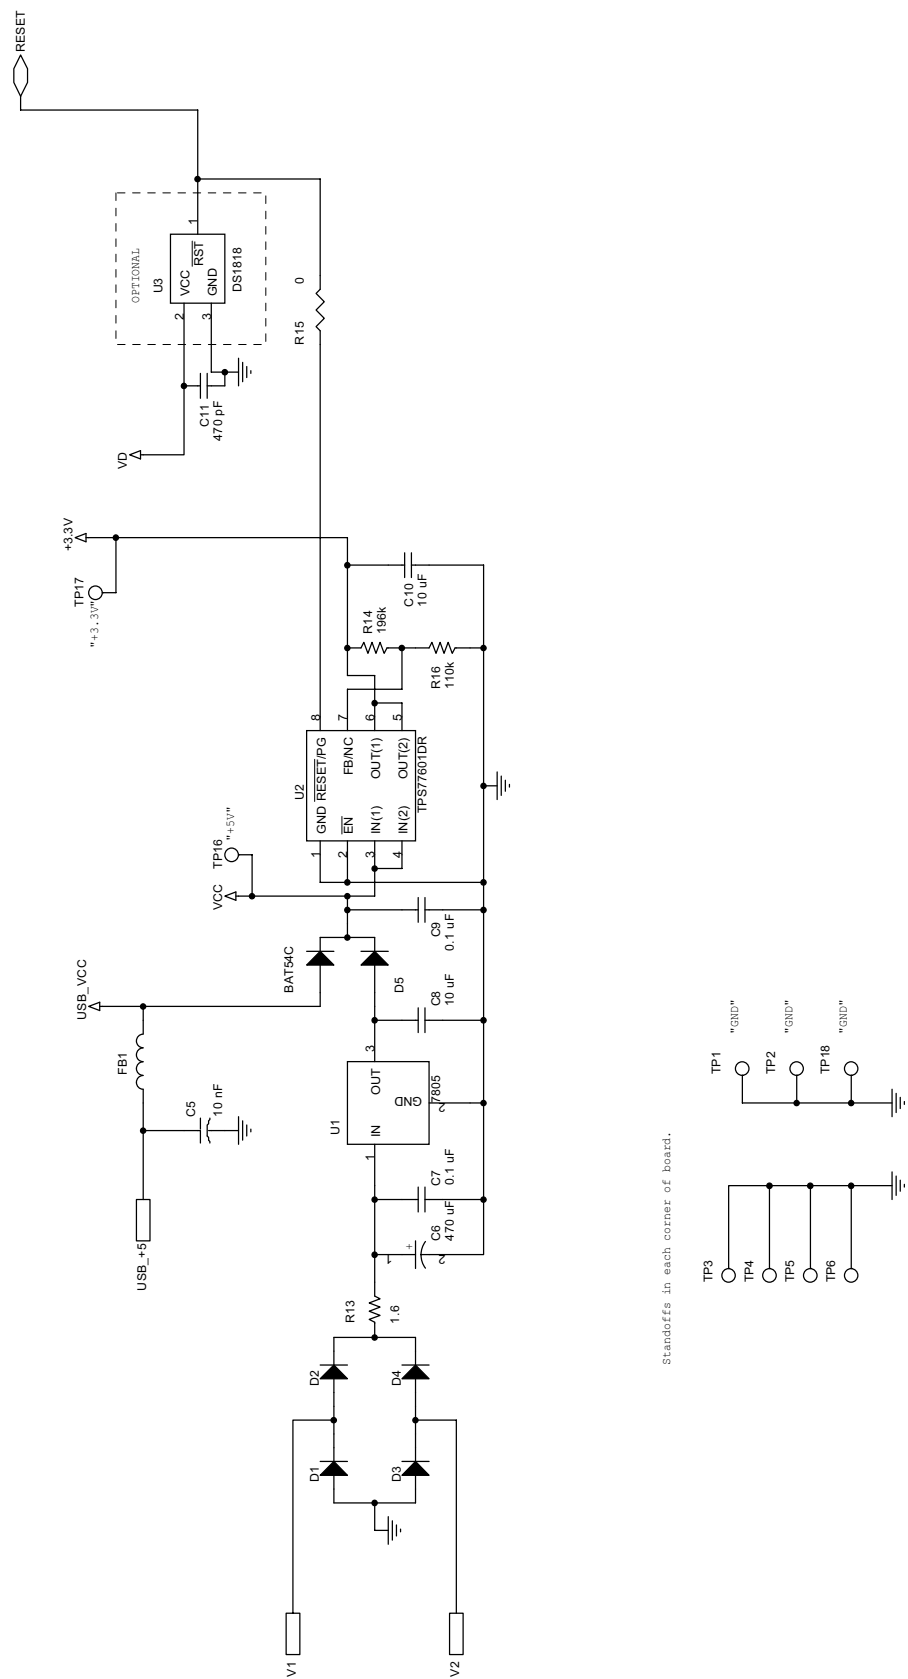 RESET
OPTIONAL
U3
VCC
RST
GND
DS1818
1
2
3
C11
470 pF
VD
R15
0
+3.3V
TP17
"+3.3V"
R14
196k
C10
10 uF
R16
110k
U2
GND
RESET/PG
EN
FB/NC
IN(1)
OUT(1)
IN(2)
OUT(2)
TPS77601DR
1
2
3
4
8
7
6
5
VCC
TP16
"+5V"
USB_VCC
BAT54C
D5
C9
0.1 uF
C8
10 uF
FB1
C5
10 nF
USB_+5
U1
IN
OUT
GND
7805
1
3
2
C7
0.1 uF
C6
470 uF
1
+
2
R13
1.6
D2
D4
D1
D3
V1
V2
Standoffs in each corner of board.
TP3
TP4
TP5
TP6
TP1
"GND"
TP2
"GND"
TP18
"GND"